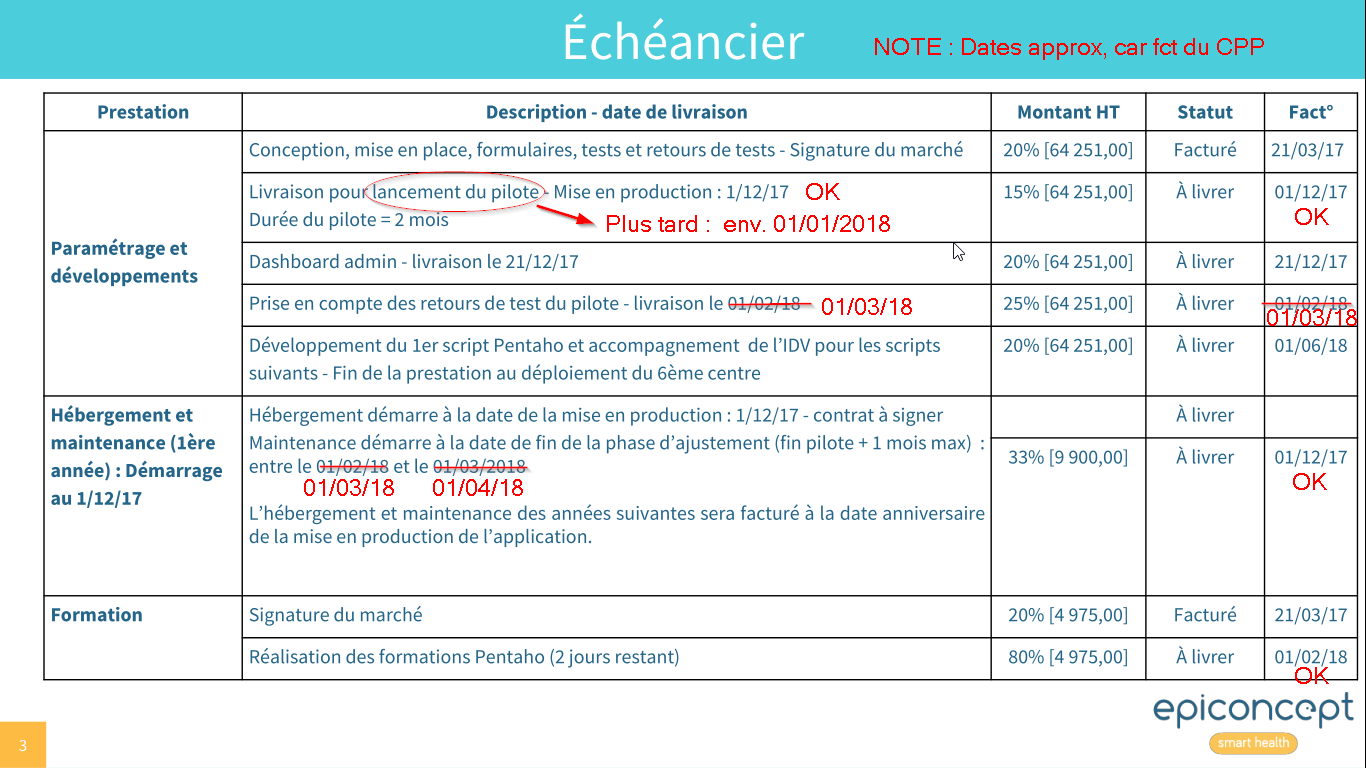 Échéancier
NOTE : Dates approx, car fct du CPP
Prestation
Description - date de livraison
Montant HT
Statut
Fact°
Paramétrage et
développements
Conception, mise en place, formulaires, tests et retours de tests - Signature du marché
20% [64 251,00]
Facturé
21/03/17
Livraison pour lancement du pilote - Mise en production : 1/12/17
OK
Durée du pilote = 2 mois
Plus tard : env. 01/01/2018
15% [64 251,00]
À livrer
01/12/17
OK
Dashboard admin - livraison le 21/12/17
20% [64 251,00]
À livrer
21/12/17
Prise en compte des retours de test du pilote - livraison le 01/02/18
01/03/18
25% [64 251,00]
À livrer
01/02/18
01/03/18
Développement du 1er script Pentaho et accompagnement de l’IDV pour les scripts
suivants - Fin de la prestation au déploiement du 6ème centre
20% [64 251,00]
À livrer
01/06/18
Hébergement et
maintenance (1ère
année) : Démarrage
au 1/12/17
Hébergement démarre à la date de la mise en production : 1/12/17 - contrat à signer
À livrer
Maintenance démarre à la date de fin de la phase d’ajustement (fin pilote + 1 mois max) :
entre le 01/02/18 et le 01/03/2018
01/03/18
01/04/18
L’hébergement et maintenance des années suivantes sera facturé à la date anniversaire
de la mise en production de l’application.
33% [9 900,00]
À livrer
01/12/17
OK
Formation
Signature du marché
20% [4 975,00]
Facturé
21/03/17
Réalisation des formations Pentaho (2 jours restant)
80% [4 975,00]
À livrer
01/02/18
OK
epiconcept
smart health
3